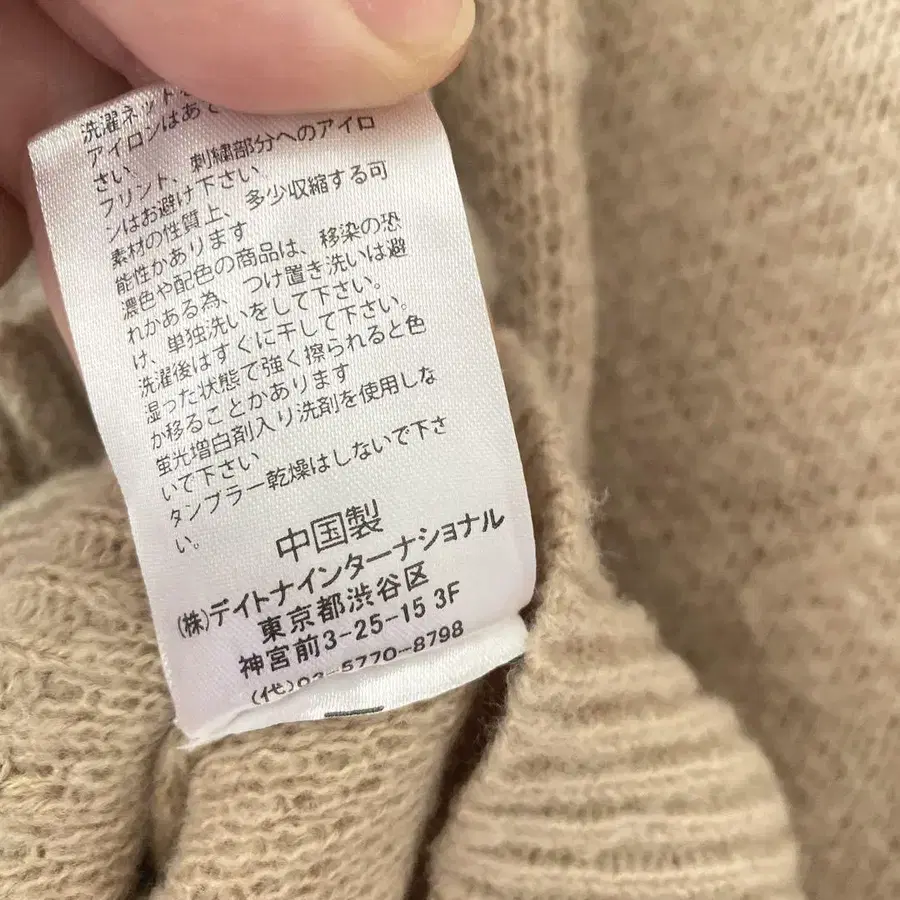 洗濯ネット
アイロンはあて
さい。
プリント、刺繍部分へのアイロ
ンはお避け下さい
素材の性質上、多少収縮する可
能性があります
濃色や配色の商品は、移染の恐
れがある為、つけ置き洗いは避
け、単独洗いをして下さい。
洗濯後はすぐに干して下さい。
湿った状態で強く擦られると色
が移ることがあります
蛍光増白剤入り洗剤を使用しな
いで下さい
タンブラー乾燥はしないで下さ
い。
中国製
(株)デイトナインターナショナル
東京都渋谷区
神宮前3-25-15 3F
(代)03-5770-8798